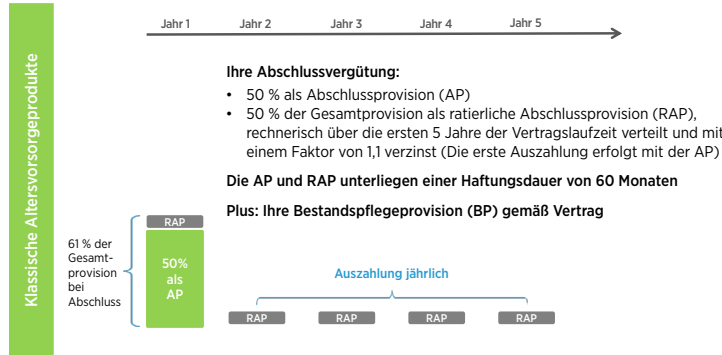 Jahr 1 Jahr 2 Jahr 3 Jahr 4 Jahr 5
Klassische Altersvorsorgeprodukte
Ihre Abschlussvergütung:
• 50 % als Abschlussprovision (AP)
• 50 % der Gesamtprovision als ratierliche Abschlussprovision (RAP),
rechnerisch über die ersten 5 Jahre der Vertragslaufzeit verteilt und mit
einem Faktor von 1,1 verzinst (Die erste Auszahlung erfolgt mit der AP)
Die AP und RAP unterliegen einer Haftungsdauer von 60 Monaten
Plus: Ihre Bestandspflegeprovision (BP) gemäß Vertrag
61 % der
Gesamt-
provision
bei
Abschluss
RAP
50%
als
AP
Auszahlung jährlich
RAP RAP RAP RAP